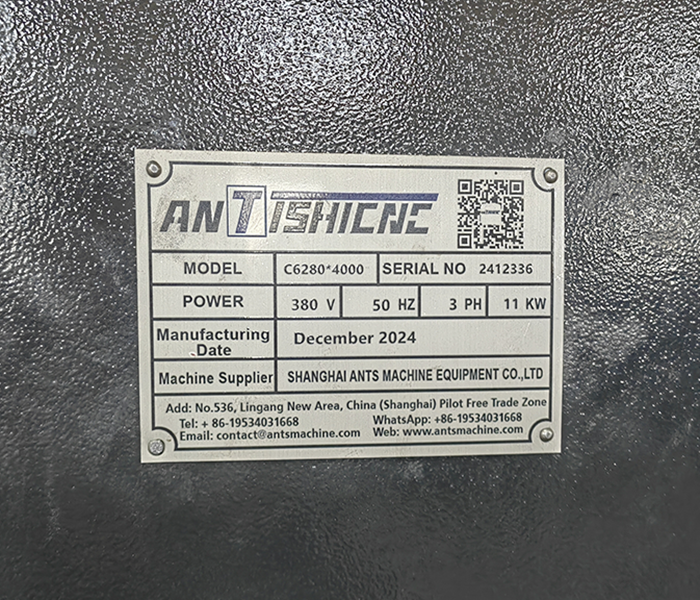 ANTISHICNC
MODEL C6280*4000 SERIAL NO 2412336
POWER 380 V 50 HZ 3 PH 11 KW
Manufacturing Date December 2024
Machine Supplier SHANGHAI ANTS MACHINE EQUIPMENT CO.,LTD
Add: No.536, Lingang New Area, China (Shanghai) Pilot Free Trade Zone
Tel: + 86-19534031668 WhatsApp: +86-19534031668
Email: contact@antsmachine.com Web: www.antsmachine.com